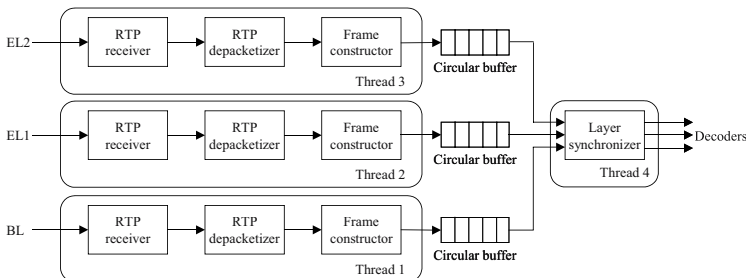 EL2
RTP
receiver
RTP
depacketizer
Frame
constructor
Thread 3
Circular buffer
EL1
RTP
receiver
RTP
depacketizer
Frame
constructor
Thread 2
Circular buffer
Layer
synchronizer
Thread 4
Decoders
BL
RTP
receiver
RTP
depacketizer
Frame
constructor
Thread 1
Circular buffer